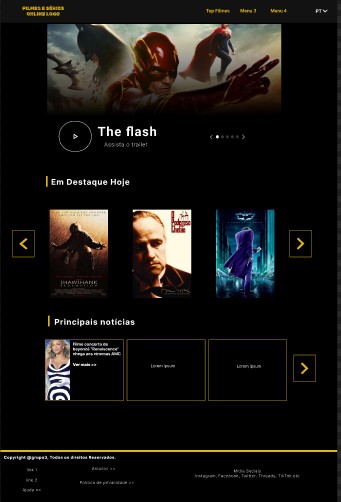 FILMES E SÉRIES
ONLINE LOGO
Top Filmes
Menu 3
Menu 4
PT
The flash
Assista o trailer
Em Destaque Hoje
Principais notícias
Filme concerto da
beyoncé "Renaissance"
chega aos cinemas AMC
Ver mais >>
Lorem Ipsum
Lorem Ipsum
Copyright @grupo3, Todos os direitos Reservados.
link 1
link 2
Ajuda >>
Anuncio >>
Política de privacidade >>
Mídia Sociais
Instagram, Facebook, Twitter, Threads, TikTok etc